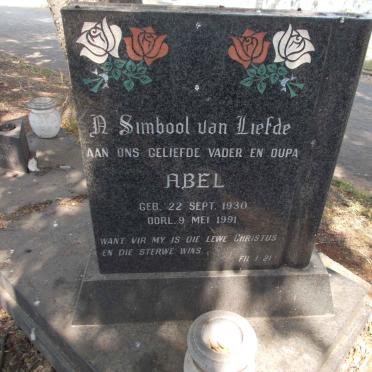 'n Simbool van Liefde
AAN ONS GELIEFDE VADER EN OUPA
ABEL
GEB. 22 SEPT. 1930
OORL. 9 MEI 1991
WANT VIR MY IS DIE LEWE CHRISTUS
EN DIE STERWE WINS.
FIL. 1:21